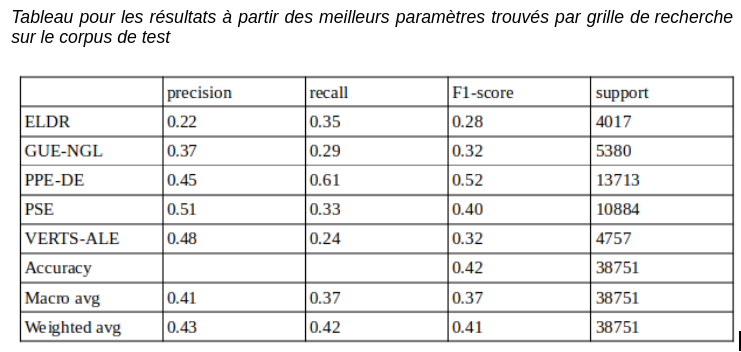 Tableau pour les résultats à partir des meilleurs paramètres trouvés par grille de recherche
sur le corpus de test
precision recall F1-score support
ELDR 0.22 0.35 0.28 4017
GUE-NGL 0.37 0.29 0.32 5380
PPE-DE 0.45 0.61 0.52 13713
PSE 0.51 0.33 0.40 10884
VERTS-ALE 0.48 0.24 0.32 4757
Accuracy 0.42 38751
Macro avg 0.41 0.37 0.37 38751
Weighted avg 0.43 0.42 0.41 38751